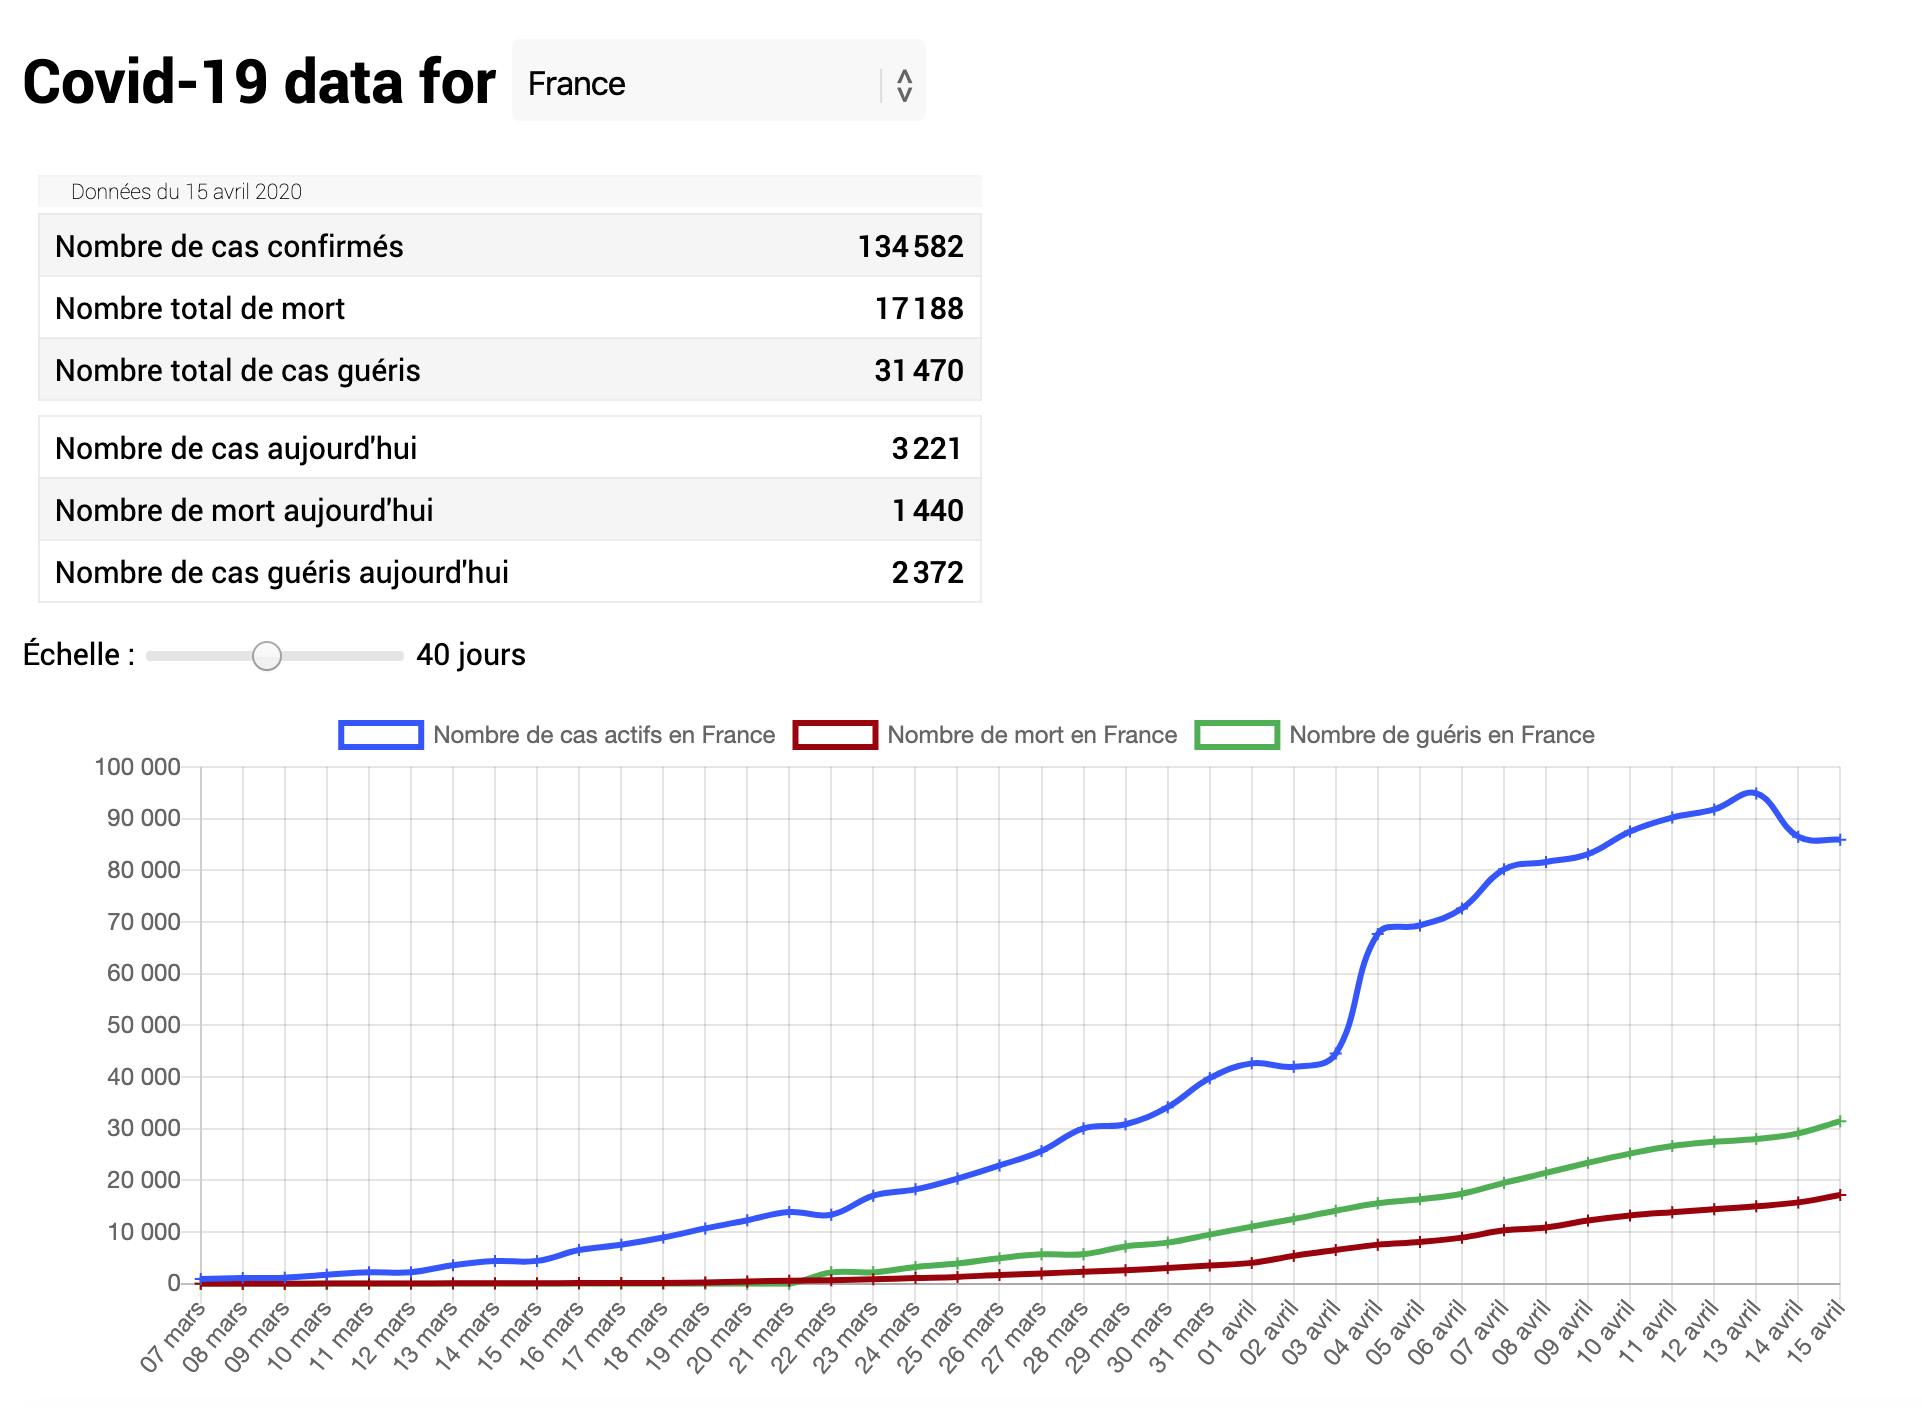 Covid-19 data for France
Données du 15 avril 2020
Nombre de cas confirmés 134 582
Nombre total de mort 17 188
Nombre total de cas guéris 31 470
Nombre de cas aujourd'hui 3 221
Nombre de mort aujourd'hui 1 440
Nombre de cas guéris aujourd'hui 2 372
Échelle : 40 jours
Nombre de cas actifs en France Nombre de mort en France Nombre de guéris en France
100 000
90 000
80 000
70 000
60 000
50 000
40 000
30 000
20 000
10 000
0
07 mars 08 mars 09 mars 10 mars 11 mars 12 mars 13 mars 14 mars 15 mars 16 mars 17 mars 18 mars 19 mars 20 mars 21 mars 22 mars 23 mars 24 mars 25 mars 26 mars 27 mars 28 mars 29 mars 30 mars 31 mars 01 avril 02 avril 03 avril 04 avril 05 avril 06 avril 07 avril 08 avril 09 avril 10 avril 11 avril 12 avril 13 avril 14 avril 15 avril